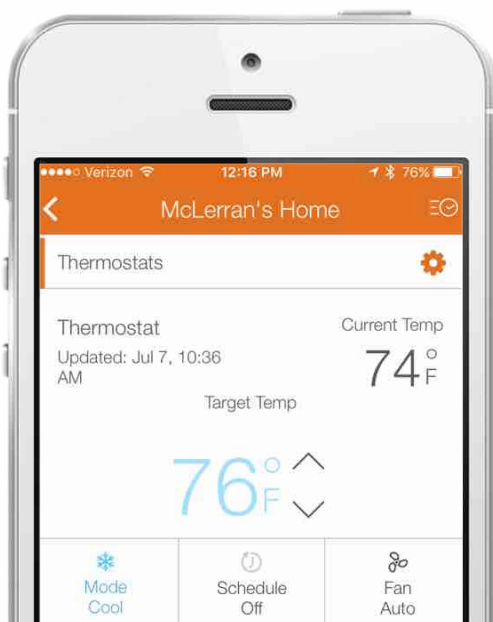 Verizon 12:16 PM 76%
McLerran's Home
Thermostats
Thermostat
Current Temp
Updated: Jul 7, 10:36
AM
74°F
Target Temp
76°F
Mode
Cool
Schedule
Off
Fan
Auto